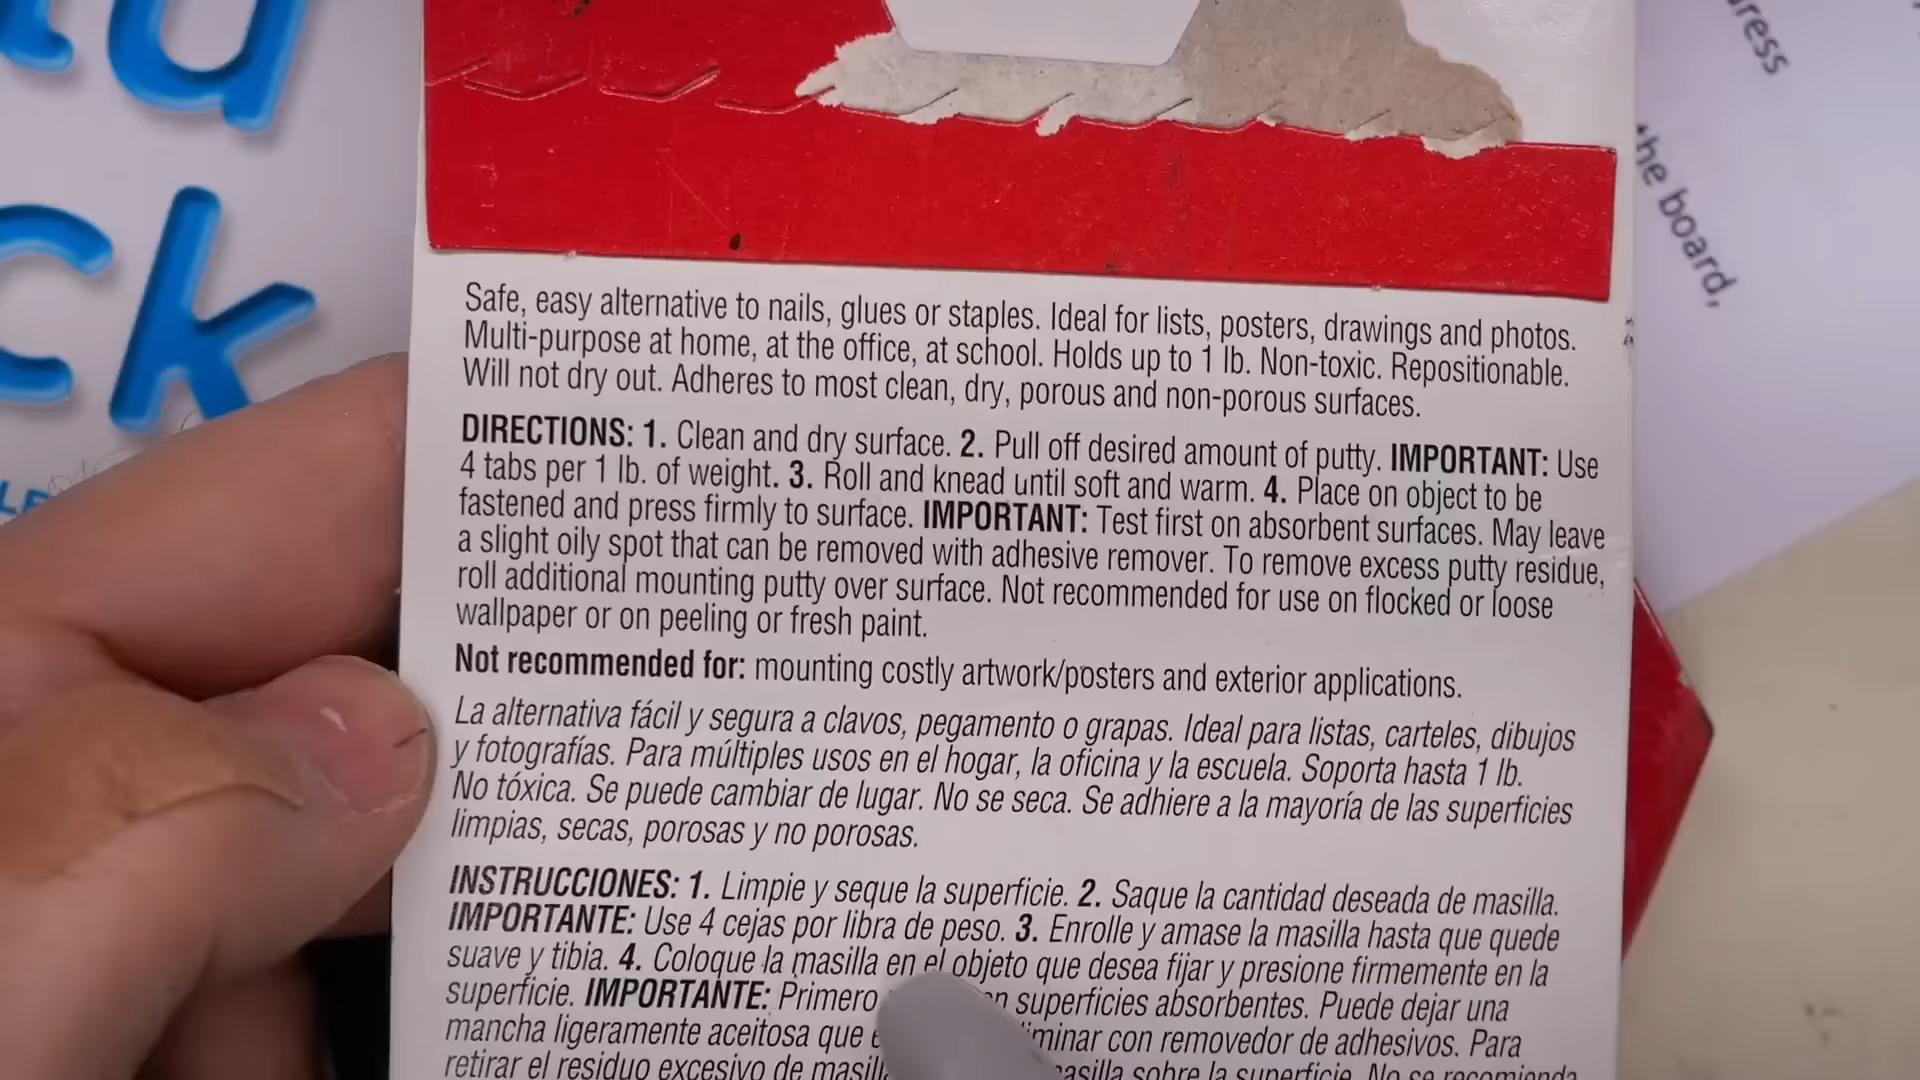 ck
ress
the board,
Safe, easy alternative to nails, glues or staples. Ideal for lists, posters, drawings and photos.
Multi-purpose at home, at the office, at school. Holds up to 1 lb. Non-toxic. Repositionable.
Will not dry out. Adheres to most clean, dry, porous and non-porous surfaces.
DIRECTIONS: 1. Clean and dry surface. 2. Pull off desired amount of putty. IMPORTANT: Use
4 tabs per 1 lb. of weight. 3. Roll and knead until soft and warm. 4. Place on object to be
fastened and press firmly to surface. IMPORTANT: Test first on absorbent surfaces. May leave
a slight oily spot that can be removed with adhesive remover. To remove excess putty residue,
roll additional mounting putty over surface. Not recommended for use on flocked or loose
wallpaper or on peeling or fresh paint.
Not recommended for: mounting costly artwork/posters and exterior applications.
La alternativa fácil y segura a clavos, pegamento o grapas. Ideal para listas, carteles, dibujos
y fotografías. Para múltiples usos en el hogar, la oficina y la escuela. Soporta hasta 1 lb.
No tóxica. Se puede cambiar de lugar. No se seca. Se adhiere a la mayoría de las superficies
limpias, secas, porosas y no porosas.
INSTRUCCIONES: 1. Limpie y seque la superficie. 2. Saque la cantidad deseada de masilla.
IMPORTANTE: Use 4 cejas por libra de peso. 3. Enrolle y amase la masilla hasta que quede
suave y tibia. 4. Coloque la masilla en el objeto que desea fijar y presione firmemente en la
superficie. IMPORTANTE: Primero superficies absorbentes. Puede dejar una
mancha ligeramente aceitosa que con removedor de adhesivos. Para
retirar el residuo excesivo de sobre la superficie. No se recomienda